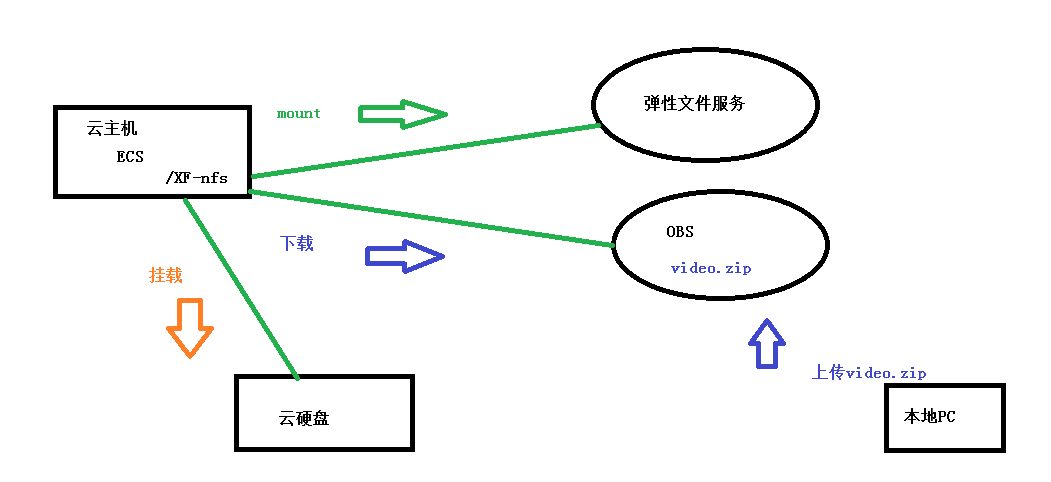 弹性文件服务
mount
云主机
ECS
/XF-nfs
OBS
下载
video.zip
挂载
上传video.zip
云硬盘
本地PC